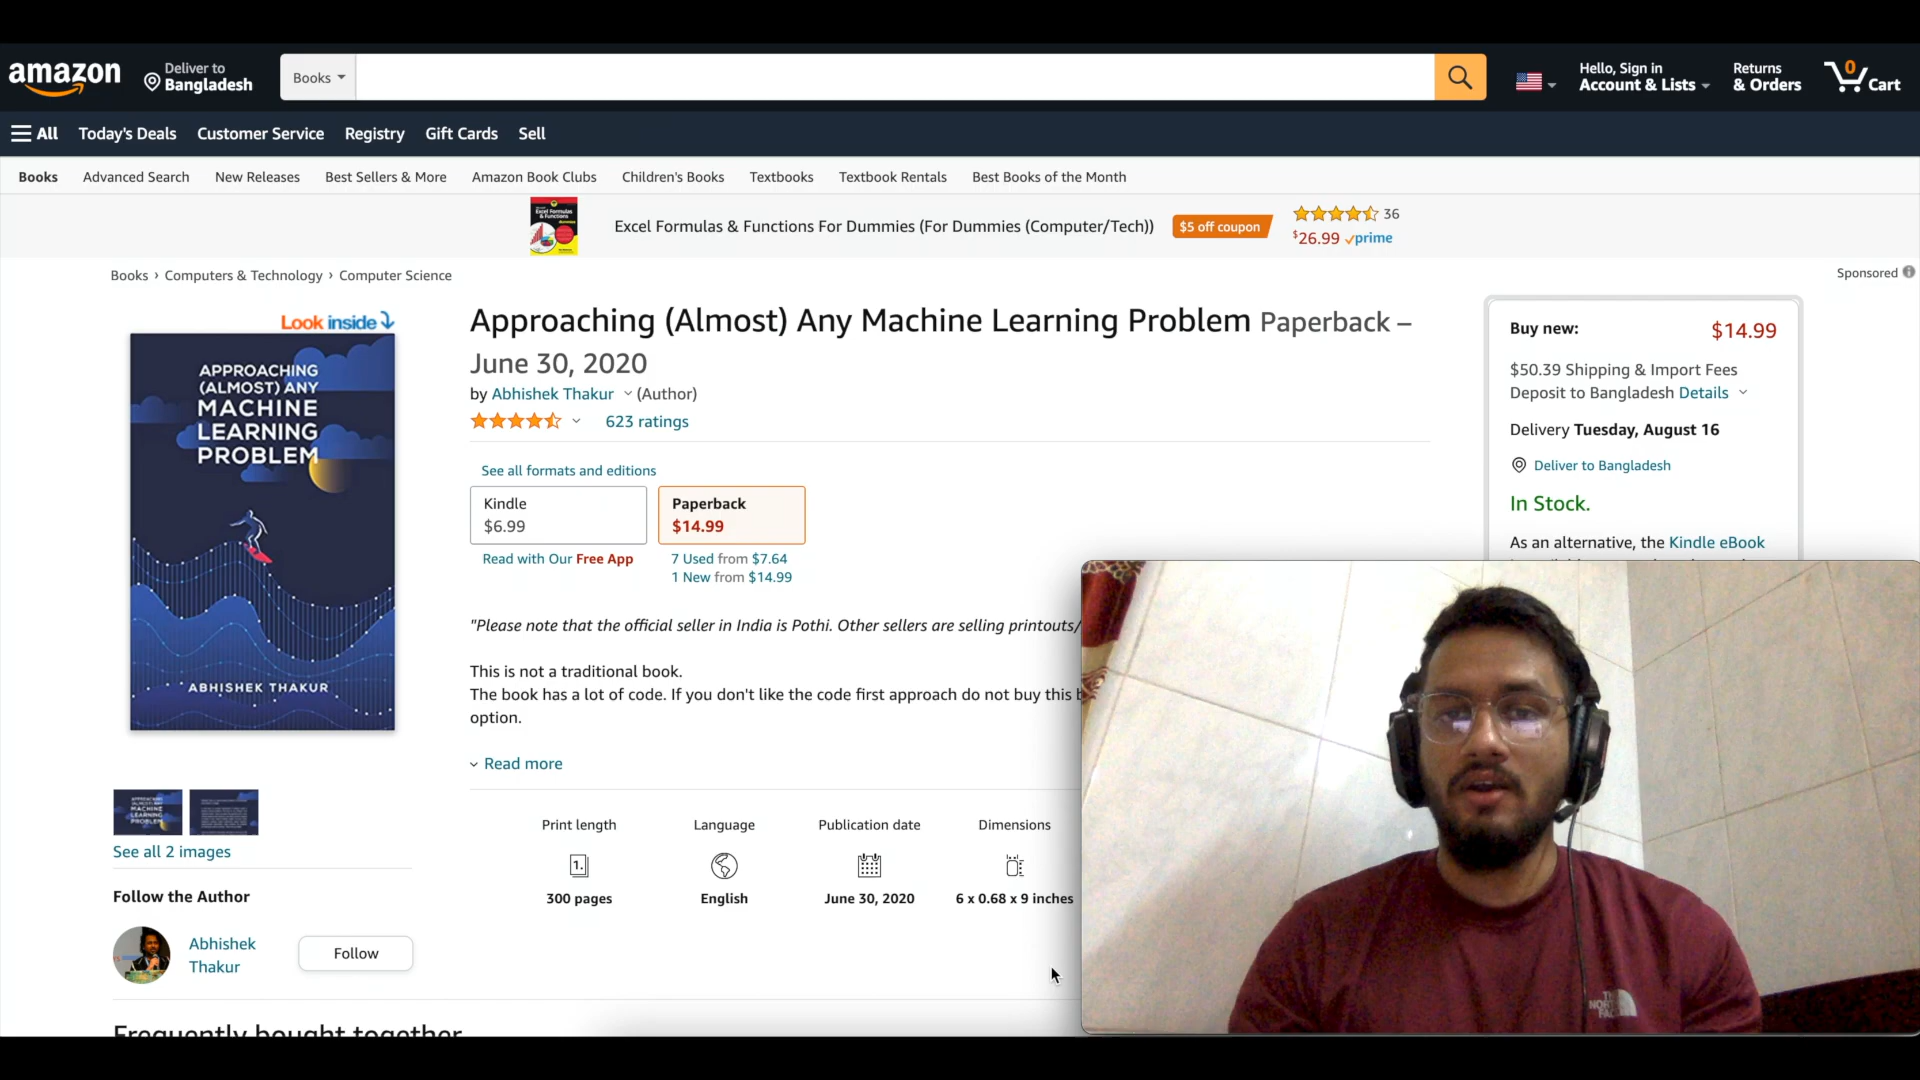 amazon
Deliver to
Bangladesh
Books
Hello, Sign in
Account & Lists
Returns
& Orders
0
Cart
All
Today's Deals
Customer Service
Registry
Gift Cards
Sell
Books
Advanced Search
New Releases
Best Sellers & More
Amazon Book Clubs
Children's Books
Textbooks
Textbook Rentals
Best Books of the Month
Excel Formulas & Functions For Dummies (For Dummies (Computer/Tech))
$5 off coupon
36
$26.99 prime
Sponsored
Books › Computers & Technology › Computer Science
Look inside
APPROACHING
(ALMOST) ANY
MACHINE
LEARNING
PROBLEM
ABHISHEK THAKUR
See all 2 images
Follow the Author
Abhishek
Thakur
Follow
Frequently bought together
Approaching (Almost) Any Machine Learning Problem Paperback –
June 30, 2020
by Abhishek Thakur (Author)
623 ratings
See all formats and editions
Kindle
$6.99
Read with Our Free App
Paperback
$14.99
7 Used from $7.64
1 New from $14.99
"Please note that the official seller in India is Pothi. Other sellers are selling printouts/
This is not a traditional book.
The book has a lot of code. If you don't like the code first approach do not buy this
option.
Read more
Print length
1.
300 pages
Language
English
Publication date
June 30, 2020
Dimensions
6 x 0.68 x 9 inches
Buy new:
$14.99
$50.39 Shipping & Import Fees
Deposit to Bangladesh Details
Delivery Tuesday, August 16
Deliver to Bangladesh
In Stock.
As an alternative, the Kindle eBook
THE
NORTH
FACE